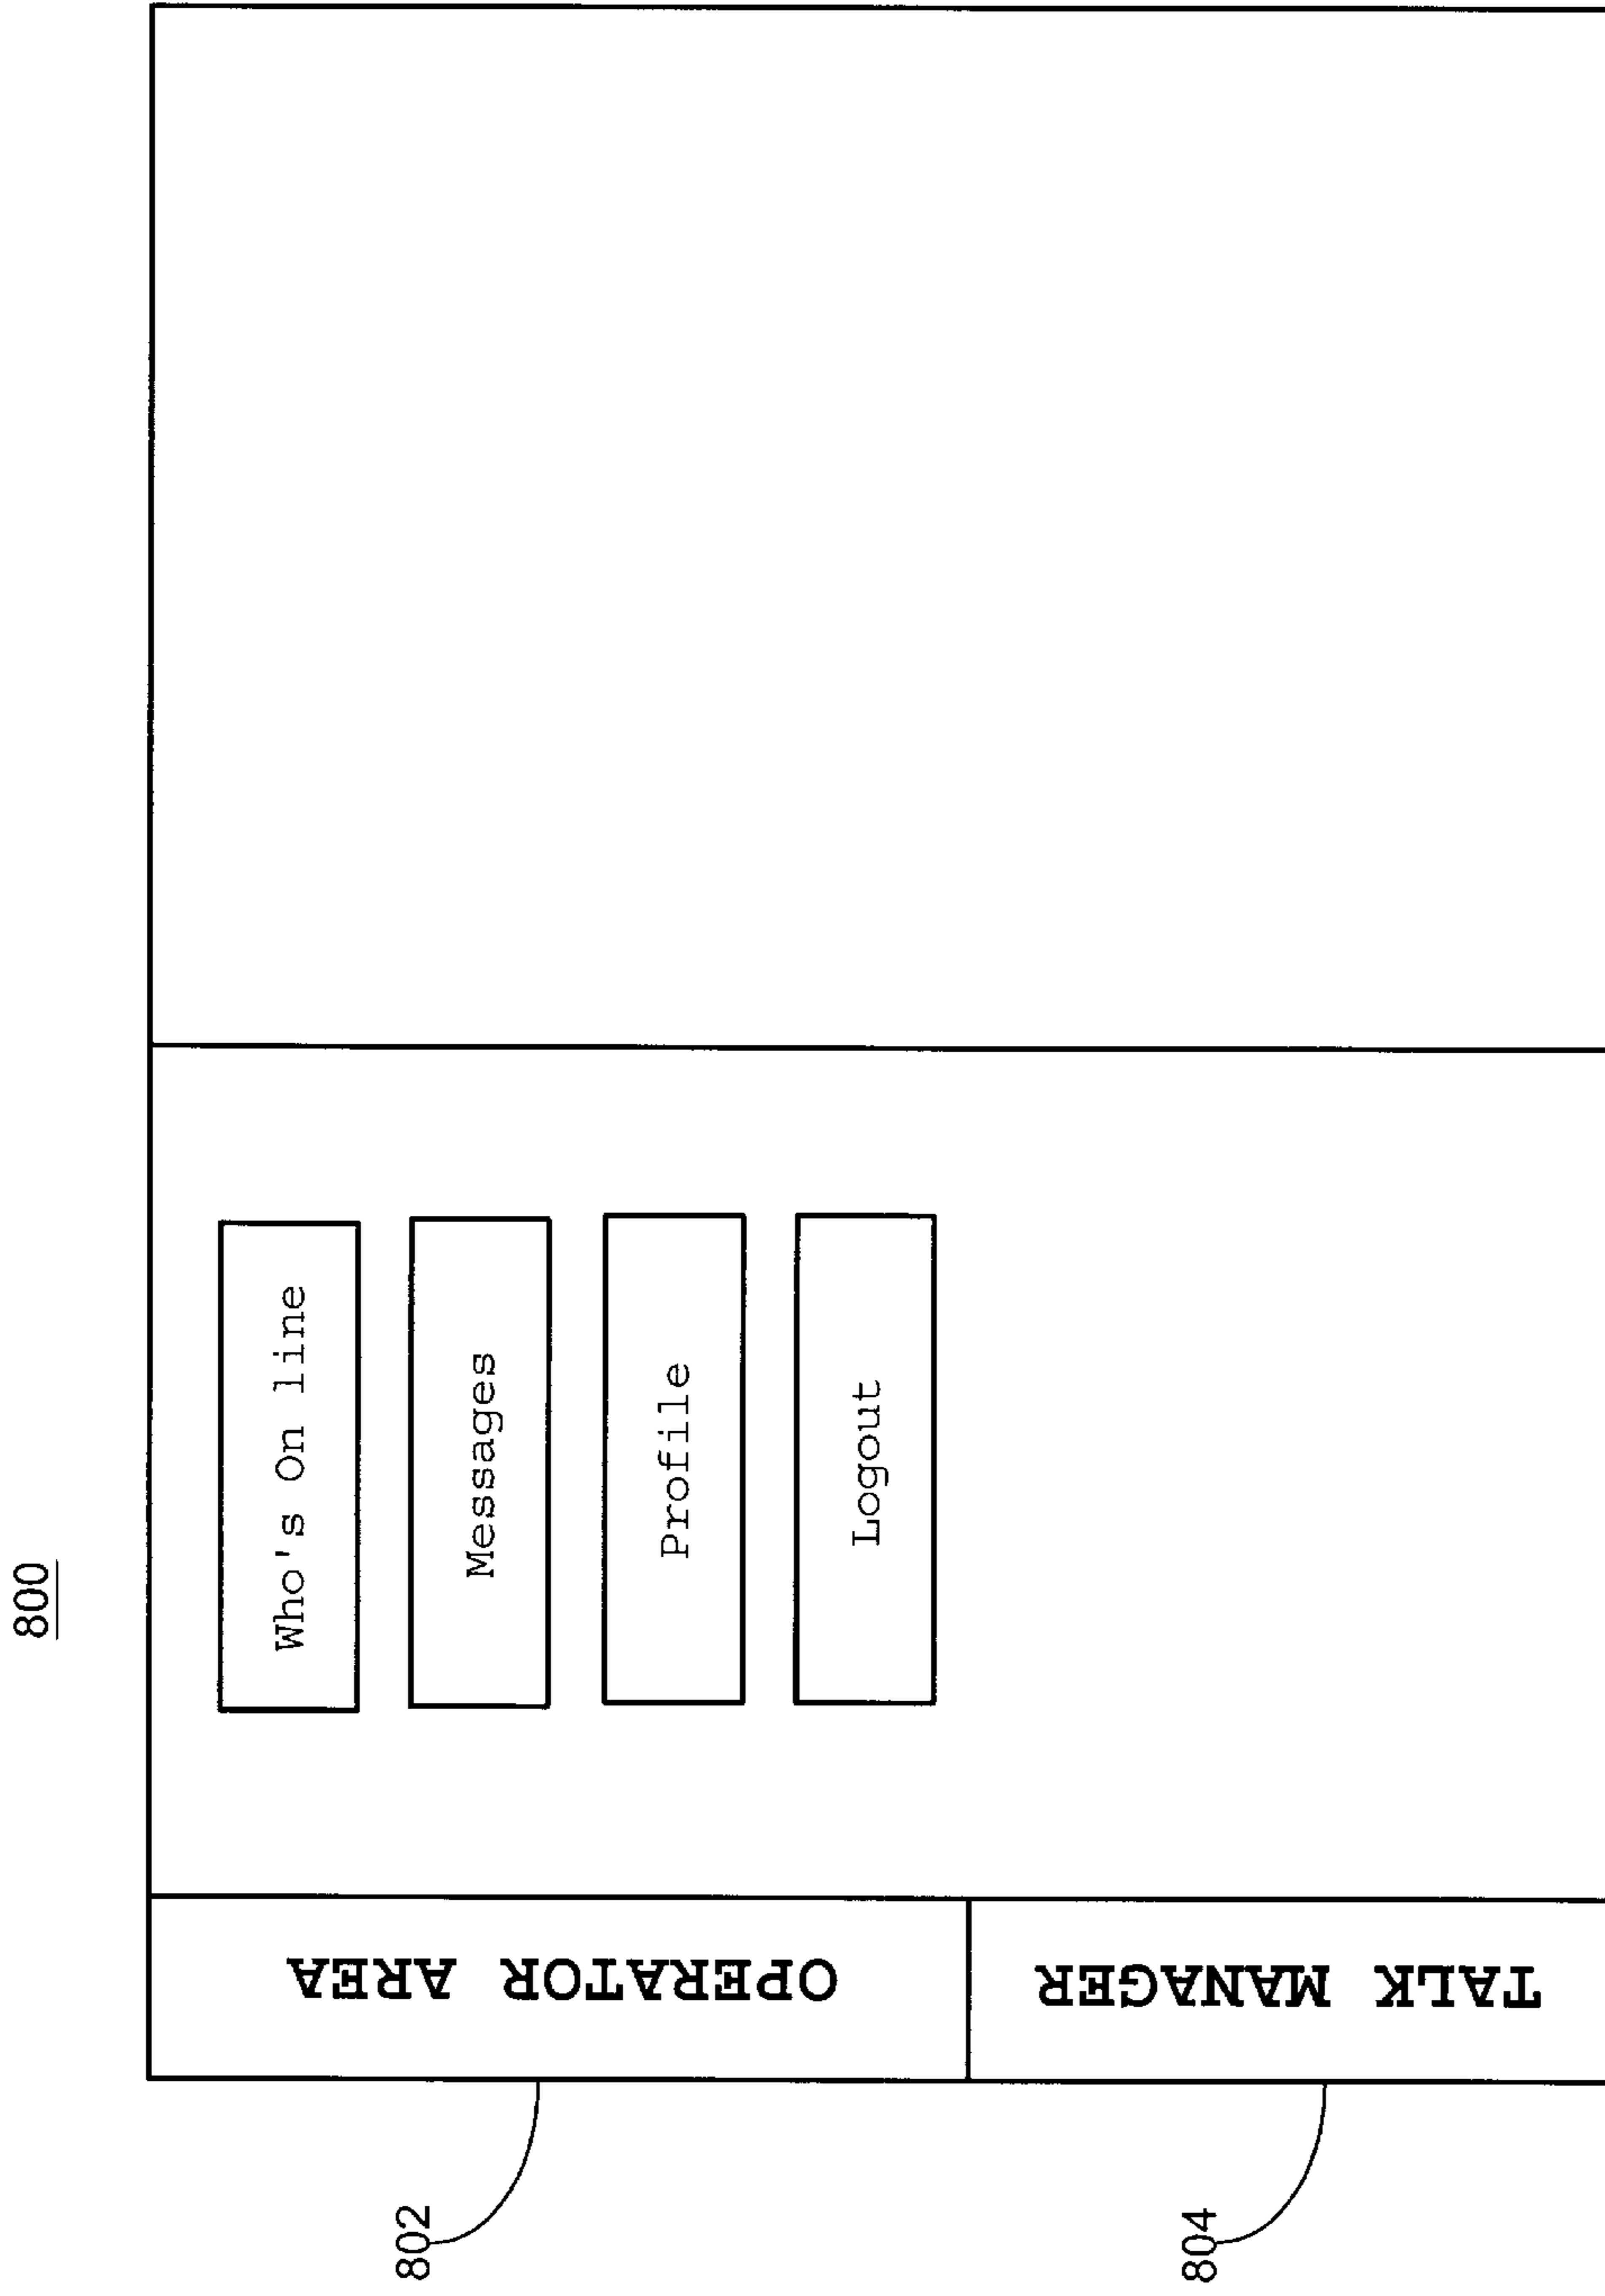 800
Who's On line
Messages
Profile
Logout
OPERATOR AREA
TALK MANAGER
802
804